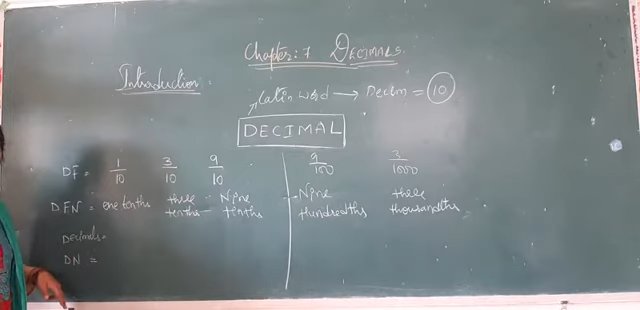 Chapter: 7 DECIMALS.
Introduction:
Latin word → Decem = 10
DECIMAL
DF = 1/10 3/10 9/10 9/100 3/1000
DFN = one tenths three tenths Nine tenths Nine Hundredths three thousandths
Decimals =
DN =